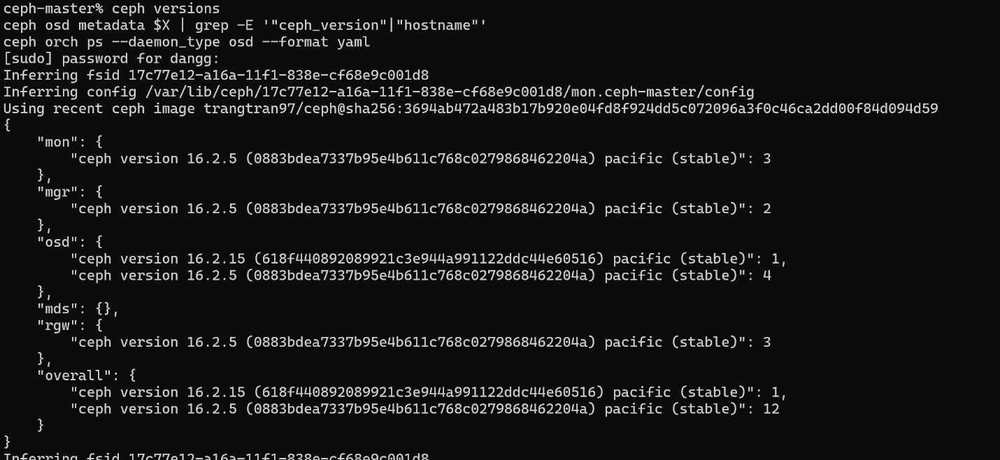 ceph-master% ceph versions
ceph osd metadata $X | grep -E '"ceph_version"|"hostname"'
ceph orch ps --daemon_type osd --format yaml
[sudo] password for dangg:
Inferring fsid 17c77e12-a16a-11f1-838e-cf68e9c001d8
Inferring config /var/lib/ceph/17c77e12-a16a-11f1-838e-cf68e9c001d8/mon.ceph-master/config
Using recent ceph image trangtran97/ceph@sha256:3694ab472a483b17b920e04fd8f924dd5c072096a3f0c46ca2dd00f84d094d59
{
    "mon": {
        "ceph version 16.2.5 (0883bdea7337b95e4b611c768c0279868462204a) pacific (stable)": 3
    },
    "mgr": {
        "ceph version 16.2.5 (0883bdea7337b95e4b611c768c0279868462204a) pacific (stable)": 2
    },
    "osd": {
        "ceph version 16.2.15 (618f440892089921c3e944a991122ddc44e60516) pacific (stable)": 1,
        "ceph version 16.2.5 (0883bdea7337b95e4b611c768c0279868462204a) pacific (stable)": 4
    },
    "mds": {},
    "rgw": {
        "ceph version 16.2.5 (0883bdea7337b95e4b611c768c0279868462204a) pacific (stable)": 3
    },
    "overall": {
        "ceph version 16.2.15 (618f440892089921c3e944a991122ddc44e60516) pacific (stable)": 1,
        "ceph version 16.2.5 (0883bdea7337b95e4b611c768c0279868462204a) pacific (stable)": 12
    }
}
Inferring fsid 17c77e12-a16a-11f1-838e-cf68e9c001d8